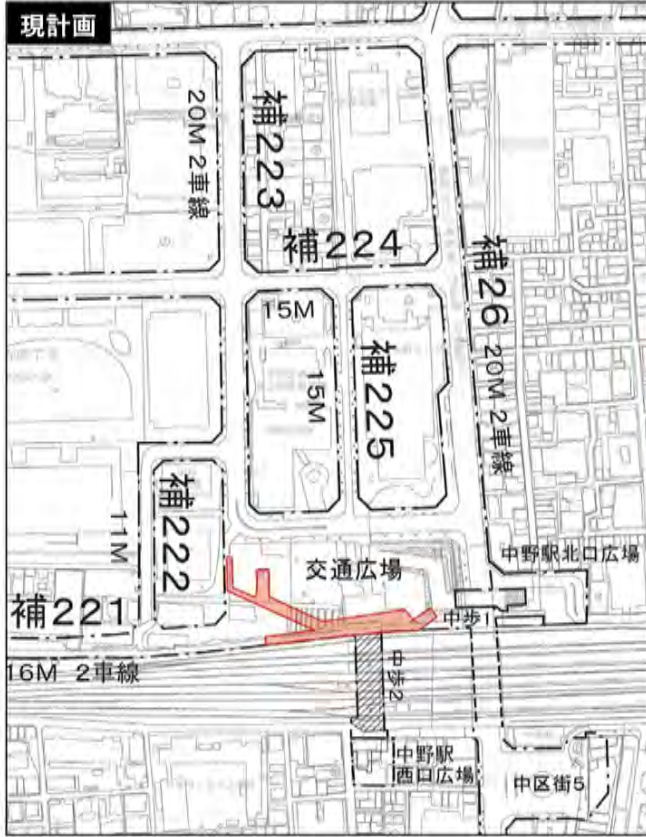 現計画
20M 2車線
補223
補224
補26
20M 2車線
15M
15M
補225
補222
11M
補221
16M 2車線
交通広場
中野駅北口広場
中歩1
中歩2
中野駅
西口広場
中区街5